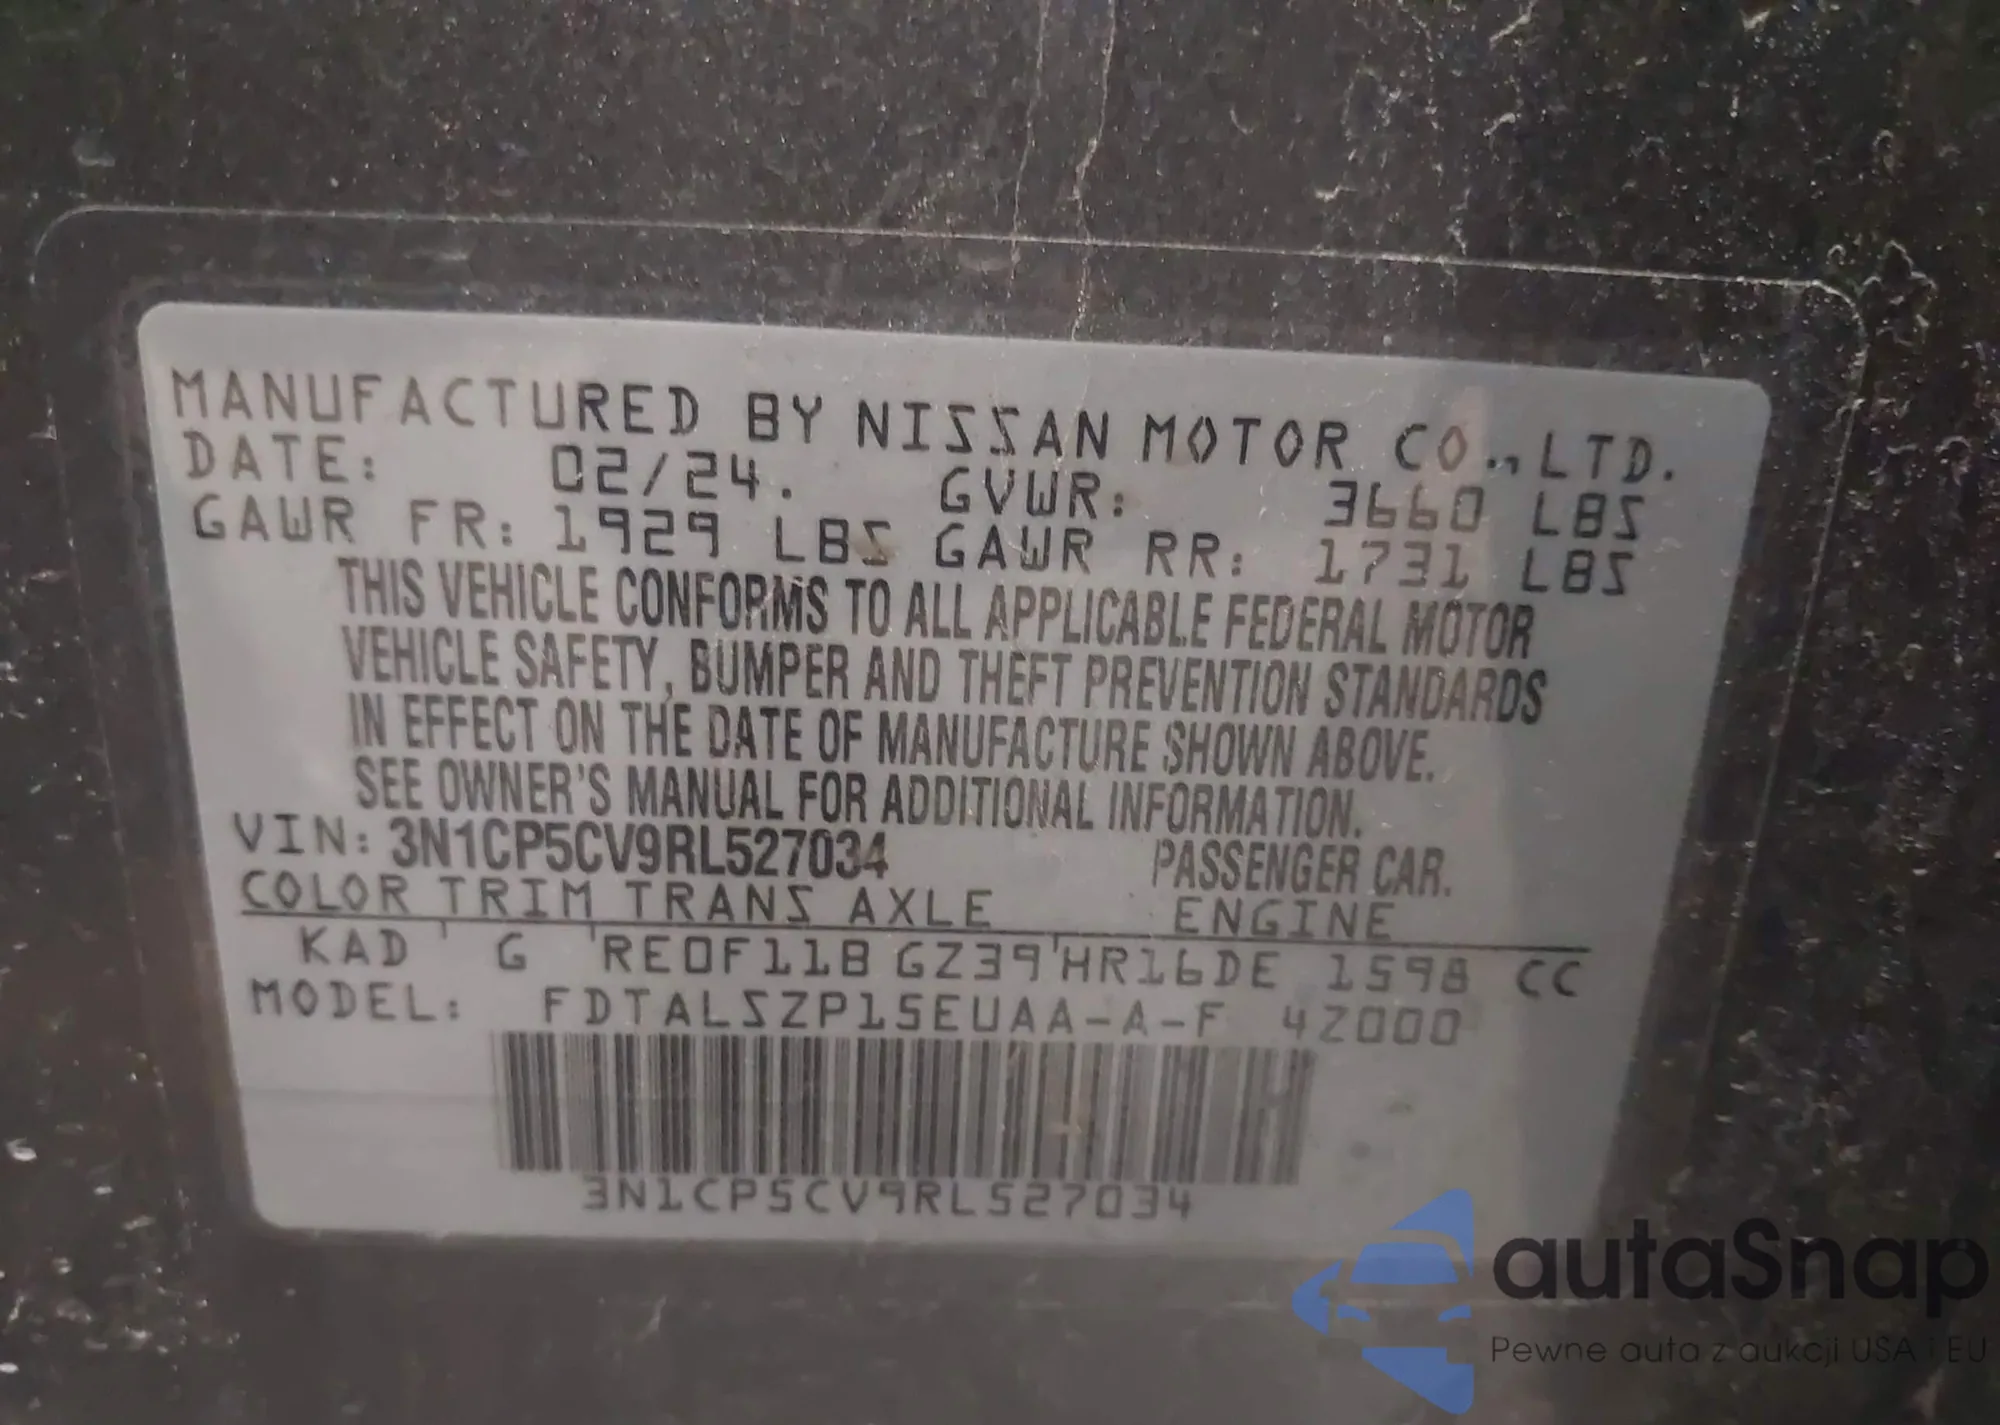 MANUFACTURED BY NISSAN MOTOR CO., LTD.
DATE: 02/24. GVWR: 3660 LBS
GAWR FR: 1929 LBS GAWR RR: 1731 LBS
THIS VEHICLE CONFORMS TO ALL APPLICABLE FEDERAL MOTOR
VEHICLE SAFETY, BUMPER AND THEFT PREVENTION STANDARDS
IN EFFECT ON THE DATE OF MANUFACTURE SHOWN ABOVE.
SEE OWNER'S MANUAL FOR ADDITIONAL INFORMATION.
VIN: 3N1CP5CV9RL527034 PASSENGER CAR.
COLOR TRIM TRANS AXLE ENGINE
KAD G RE0F11B GZ39 HR16DE 1598 CC
MODEL: FDTALSZP15EUAA-A-F 4Z000
3N1CP5CV9RL527034
autaSnap
Pewne auta z aukcji USA i EU